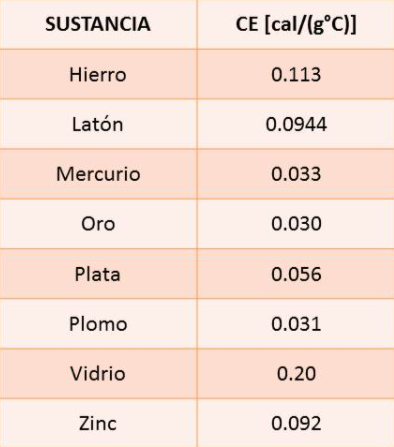 SUSTANCIA CE [cal/(g°C)]
Hierro 0.113
Latón 0.0944
Mercurio 0.033
Oro 0.030
Plata 0.056
Plomo 0.031
Vidrio 0.20
Zinc 0.092